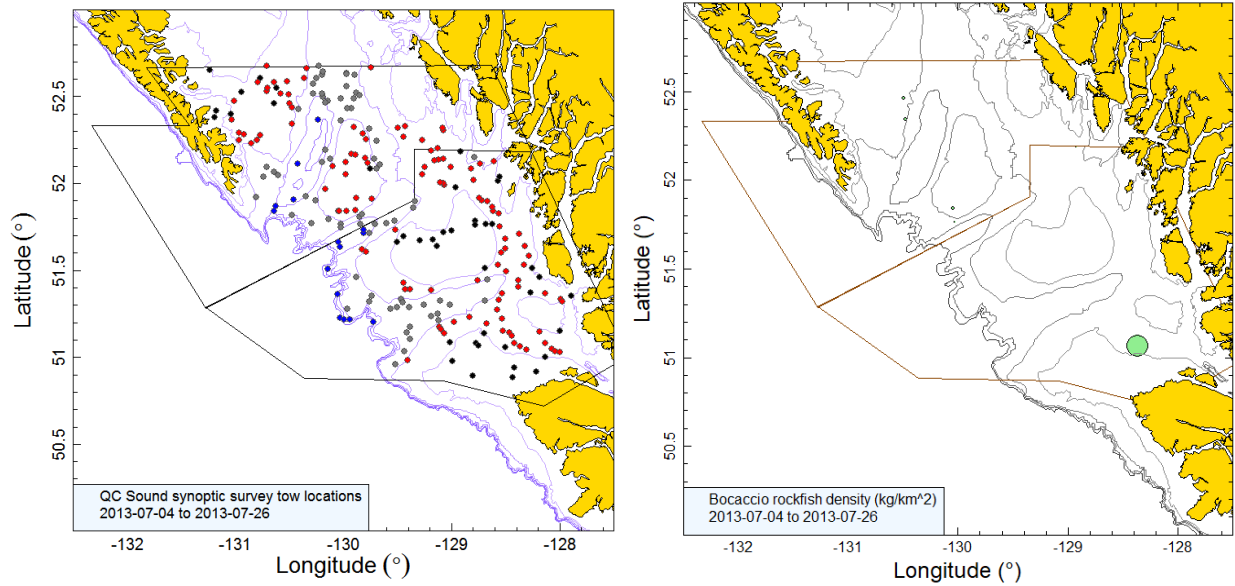 52.5
52
51.5
51
50.5
Latitude (°)
QC Sound synoptic survey tow locations
2013-07-04 to 2013-07-26
-132
-131
-130
-129
-128
Longitude (°)
52.5
52
51.5
51
50.5
Latitude (°)
Bocaccio rockfish density (kg/km^2)
2013-07-04 to 2013-07-26
-132
-131
-130
-129
-128
Longitude (°)